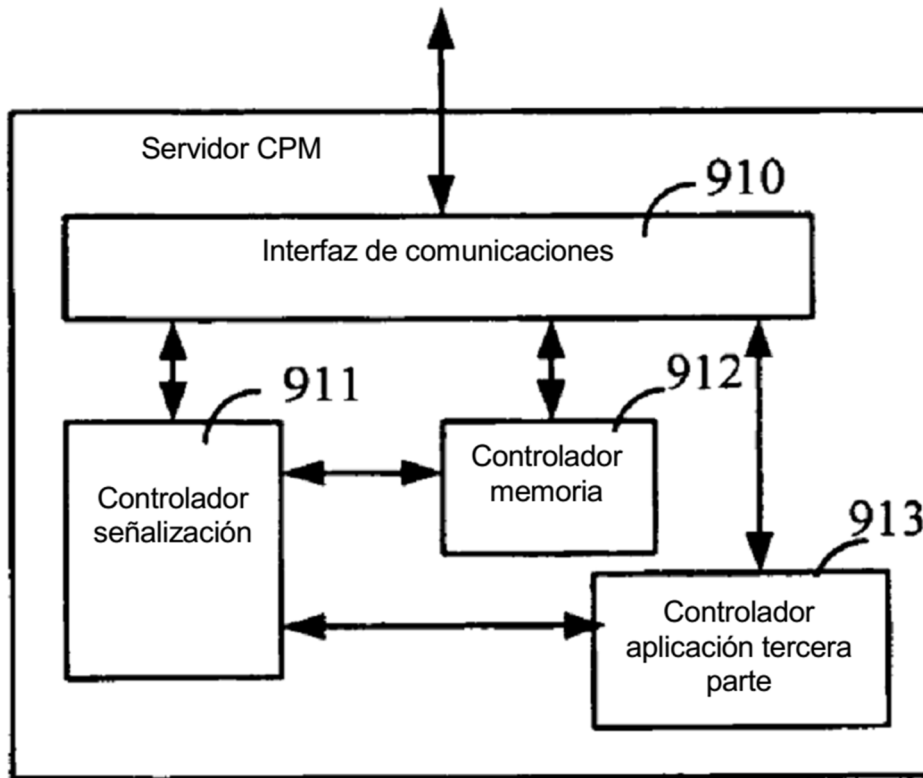 Servidor CPM
910
Interfaz de comunicaciones
911
912
Controlador
señalización
Controlador
memoria
913
Controlador
aplicación tercera
parte